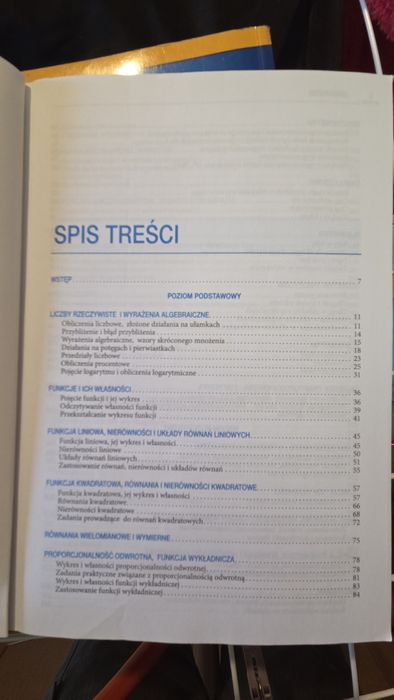 SPIS TREŚCI
WSTĘP 7
POZIOM PODSTAWOWY
LICZBY RZECZYWISTE I WYRAŻENIA ALGEBRAICZNE 11
Obliczenia liczbowe, złożone działania na ułamkach 11
Przybliżenie i błąd przybliżenia 14
Wyrażenia algebraiczne, wzory skróconego mnożenia 15
Działania na potęgach i pierwiastkach 18
Przedziały liczbowe 23
Obliczenia procentowe 25
Pojęcie logarytmu i obliczenia logarytmiczne 31
FUNKCJE I ICH WŁASNOŚCI 36
Pojęcie funkcji i jej wykres 36
Odczytywanie własności funkcji 39
Przekształcanie wykresu funkcji 41
FUNKCJA LINIOWA, NIERÓWNOŚCI I UKŁADY RÓWNAŃ LINIOWYCH 45
Funkcja liniowa, jej wykres i własności 45
Nierówności liniowe 50
Układy równań liniowych 51
Zastosowanie równań, nierówności i układów równań 55
FUNKCJA KWADRATOWA, RÓWNANIA I NIERÓWNOŚCI KWADRATOWE 57
Funkcja kwadratowa, jej wykres i własności 57
Równania kwadratowe 66
Nierówności kwadratowe 68
Zadania prowadzące do równań kwadratowych 72
RÓWNANIA WIELOMIANOWE I WYMIERNE 75
PROPORCJONALNOŚĆ ODWROTNA, FUNKCJA WYKŁADNICZA 78
Wykres i własności proporcjonalności odwrotnej 78
Zadania praktyczne związane z proporcjonalnością odwrotną 81
Wykres i własności funkcji wykładniczej 83
Zastosowanie funkcji wykładniczej 84